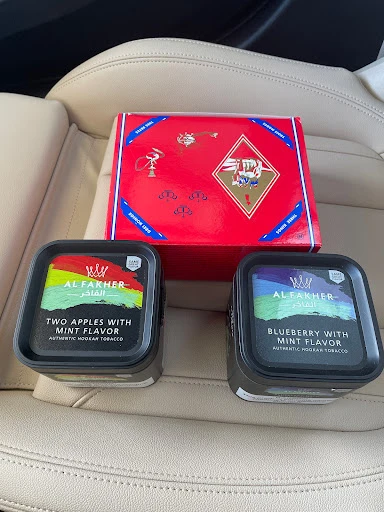 AL FAKHER
الفاخر
TWO APPLES WITH
MINT FLAVOR
AUTHENTIC HOOKAH TOBACCO
AL FAKHER
الفاخر
BLUEBERRY WITH
MINT FLAVOR
AUTHENTIC HOOKAH TOBACCO